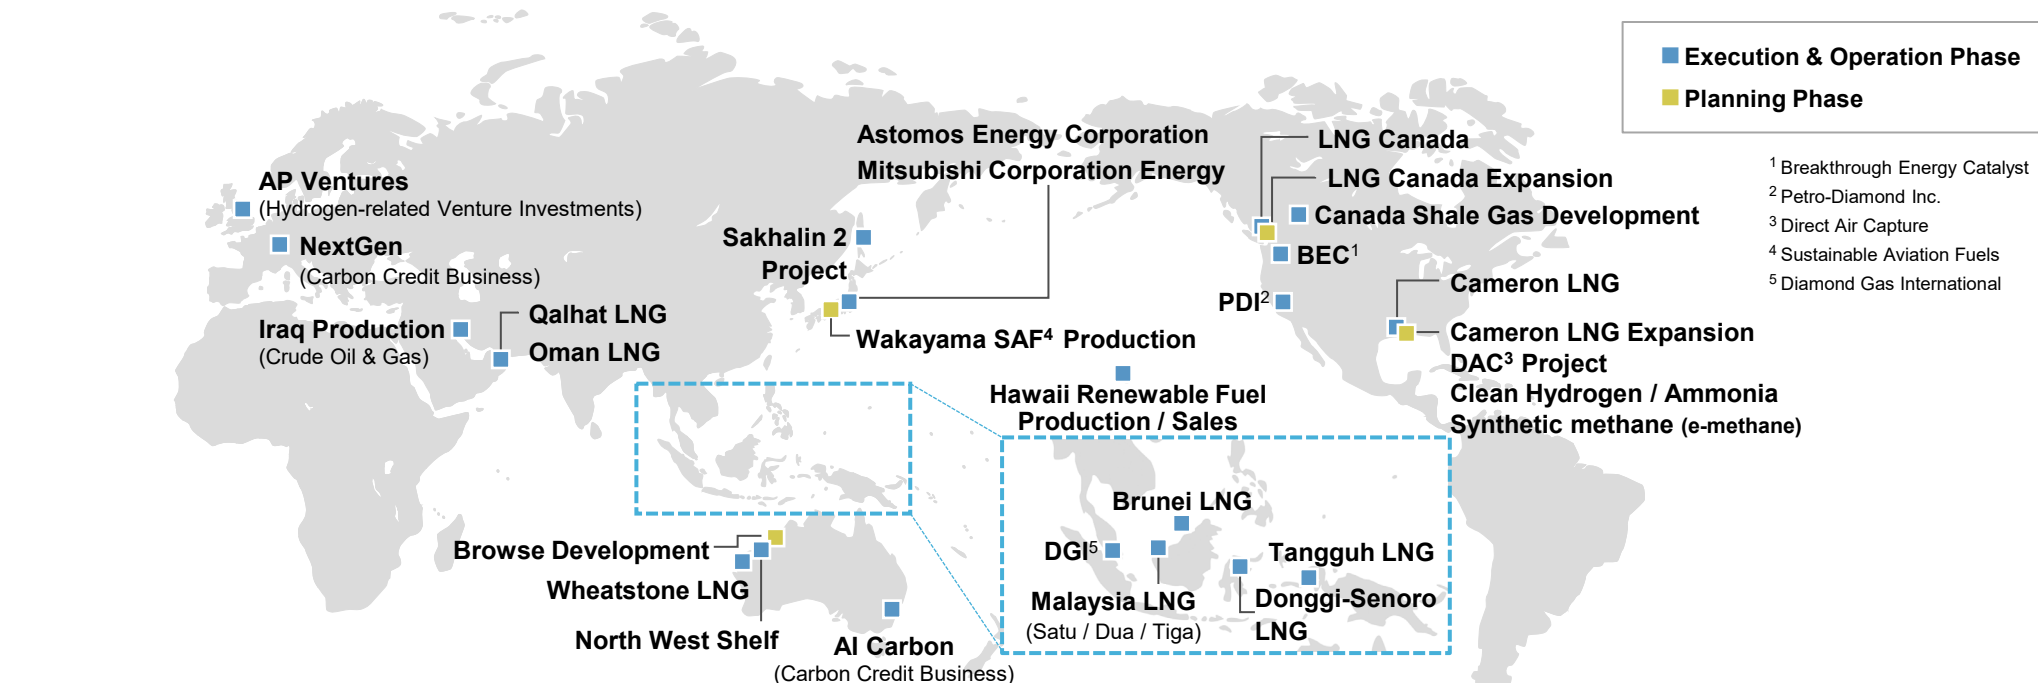 Execution & Operation Phase
Planning Phase
¹ Breakthrough Energy Catalyst
² Petro-Diamond Inc.
³ Direct Air Capture
⁴ Sustainable Aviation Fuels
⁵ Diamond Gas International
Astomos Energy Corporation
Mitsubishi Corporation Energy
AP Ventures
(Hydrogen-related Venture Investments)
NextGen
(Carbon Credit Business)
Sakhalin 2
Project
Iraq Production
(Crude Oil & Gas)
Qalhat LNG
Oman LNG
Wakayama SAF⁴ Production
Hawaii Renewable Fuel
Production / Sales
LNG Canada
LNG Canada Expansion
Canada Shale Gas Development
BEC¹
PDI²
Cameron LNG
Cameron LNG Expansion
DAC³ Project
Clean Hydrogen / Ammonia
Synthetic methane (e-methane)
Browse Development
Wheatstone LNG
North West Shelf
AI Carbon
(Carbon Credit Business)
Brunei LNG
DGI⁵
Malaysia LNG
(Satu / Dua / Tiga)
Tangguh LNG
Donggi-Senoro
LNG